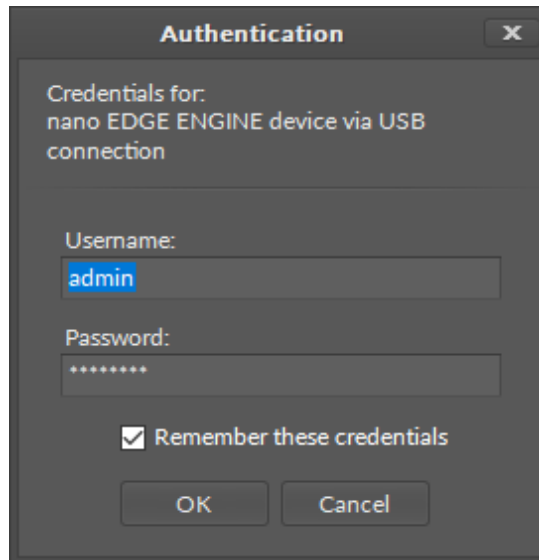 Authentication
Credentials for:
nano EDGE ENGINE device via USB
connection
Username:
admin
Password:
********
Remember these credentials
OK Cancel